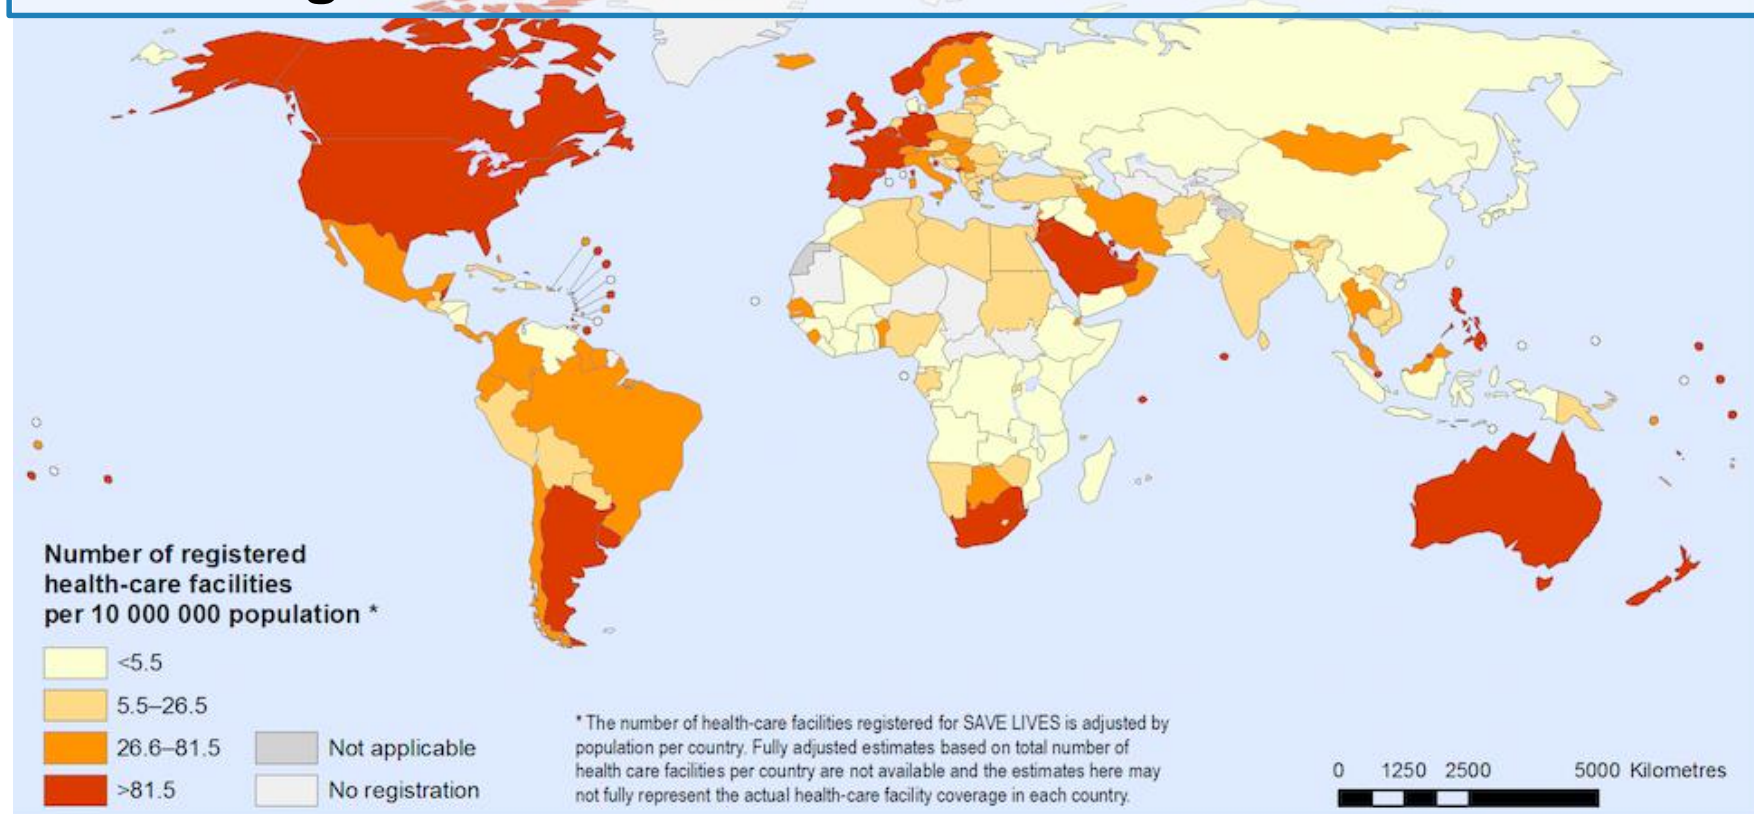 Number of registered
health-care facilities
per 10 000 000 population *
<5.5
5.5–26.5
26.6–81.5
>81.5
Not applicable
No registration
* The number of health-care facilities registered for SAVE LIVES is adjusted by
population per country. Fully adjusted estimates based on total number of
health care facilities per country are not available and the estimates here may
not fully represent the actual health-care facility coverage in each country.
0 1250 2500 5000 Kilometres